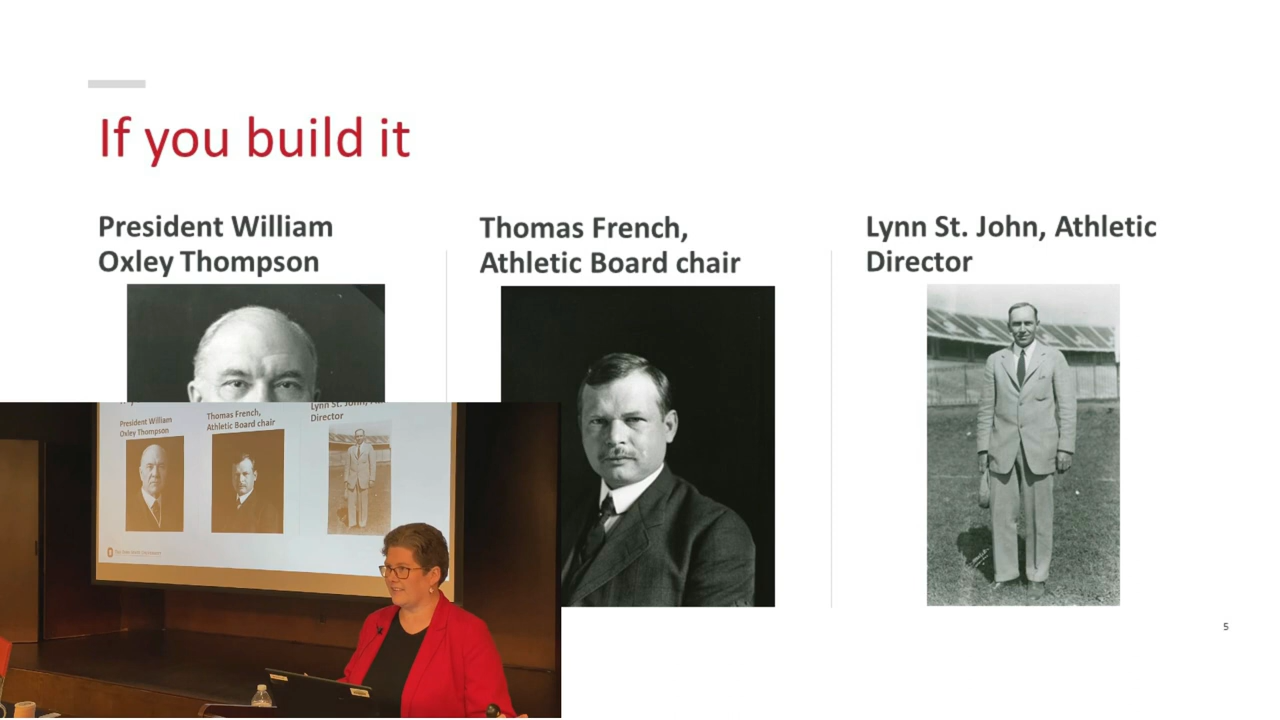 If you build it
President William
Oxley Thompson
Thomas French,
Athletic Board chair
Lynn St. John, Athletic
Director
President William
Oxley Thompson
Thomas French,
Athletic Board chair
Lynn St. John,
Director
5